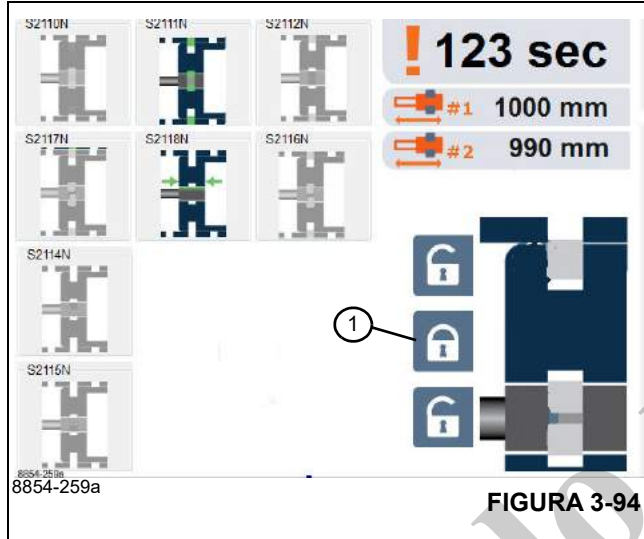 S2110N S2111N S2112N
! 123 sec
#1 1000 mm
#2 990 mm
S2117N S2118N S2116N
S2114N
1
S2115N
8854-259a
8854-259a
FIGURA 3-94